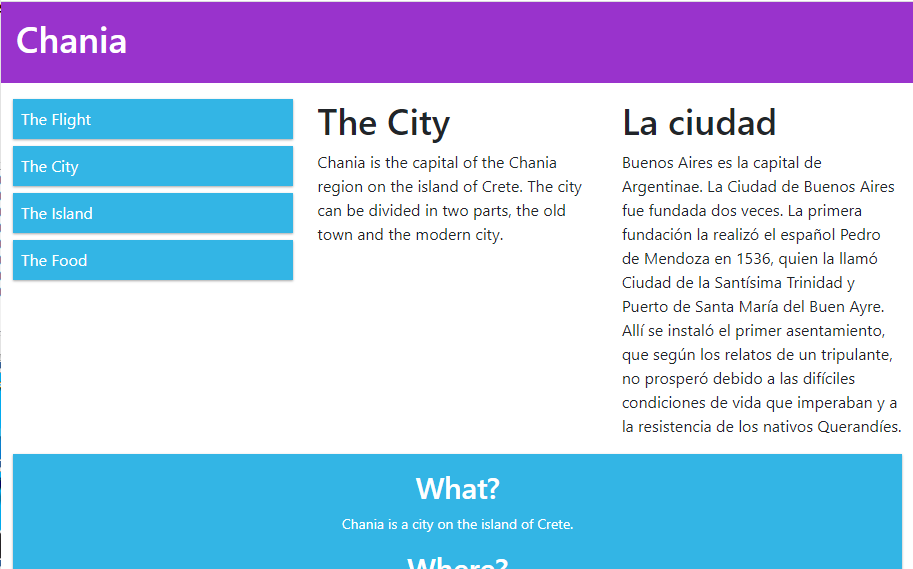 Chania
The Flight
The City
The Island
The Food
The City
Chania is the capital of the Chania
region on the island of Crete. The city
can be divided in two parts, the old
town and the modern city.
La ciudad
Buenos Aires es la capital de
Argentinae. La Ciudad de Buenos Aires
fue fundada dos veces. La primera
fundación la realizó el español Pedro
de Mendoza en 1536, quien la llamó
Ciudad de la Santísima Trinidad y
Puerto de Santa María del Buen Ayre.
Allí se instaló el primer asentamiento,
que según los relatos de un tripulante,
no prosperó debido a las difíciles
condiciones de vida que imperaban y a
la resistencia de los nativos Querandíes.
What?
Chania is a city on the island of Crete.
Where?